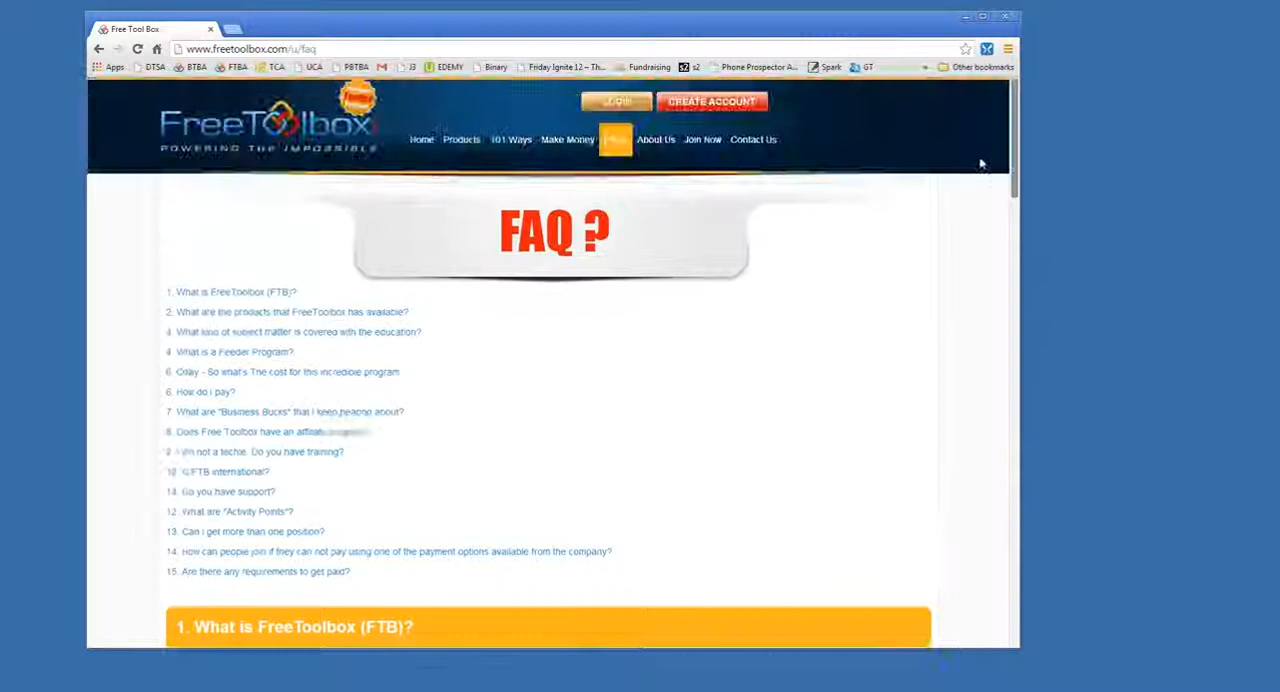 Free Tool Box
www.freetoolbox.com/u/faq
Apps DTSA BTBA FTBA TCA UCA PBTBA J3 EDEMY Binary Friday Ignite 12 – Th... Fundraising s2 Phone Prospector A... Spark GT Other bookmarks
LOGIN CREATE ACCOUNT
FreeToolbox
POWERING THE IMPOSSIBLE
Home Products 101 Ways Make Money About Us Join Now Contact Us
FAQ ?
1. What is FreeToolbox (FTB)?
2. What are the products that FreeToolbox has available?
3 What kind of subject matter is covered with the education?
4 What is a Feeder Program?
5. Okay - So what's The cost for this incredible program
6. How do I pay?
7 What are "Business Bucks" that I keep hearing about?
8. Does Free Toolbox have an affiliate program?
9 I'm not a techie. Do you have training?
10 Is FTB international?
11. Do you have support?
12. What are "Activity Points"?
13. Can I get more than one position?
14. How can people join if they can not pay using one of the payment options available from the company?
15. Are there any requirements to get paid?
1. What is FreeToolbox (FTB)?